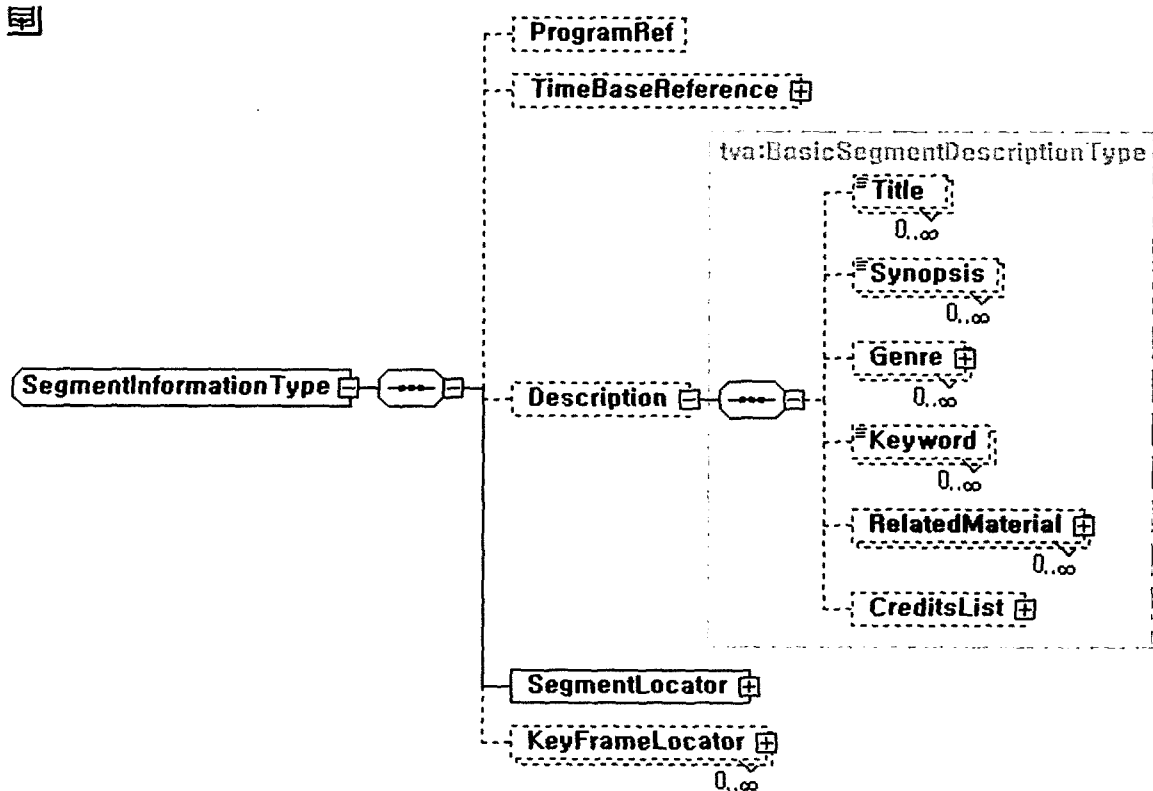 ProgramRef
TimeBaseReference
tva:BasicSegmentDescriptionType
Title
0..∞
Synopsis
0..∞
Genre
0..∞
SegmentInformationType
Description
Keyword
0..∞
RelatedMaterial
0..∞
CreditsList
SegmentLocator
KeyFrameLocator
0..∞